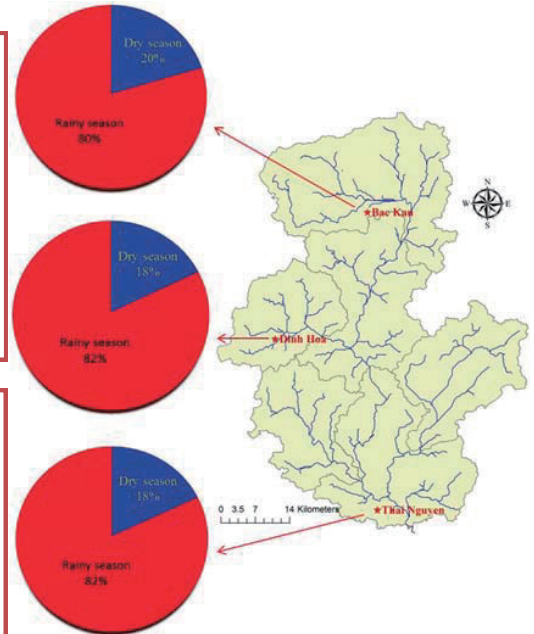 Dry season
20%
Rainy season
80%
N
W E
S
Bac Kan
Dry season
18%
Rainy season
82%
Dinh Hoa
Dry season
18%
Rainy season
82%
0 3.5 7 14 Kilometers
Thai Nguyen